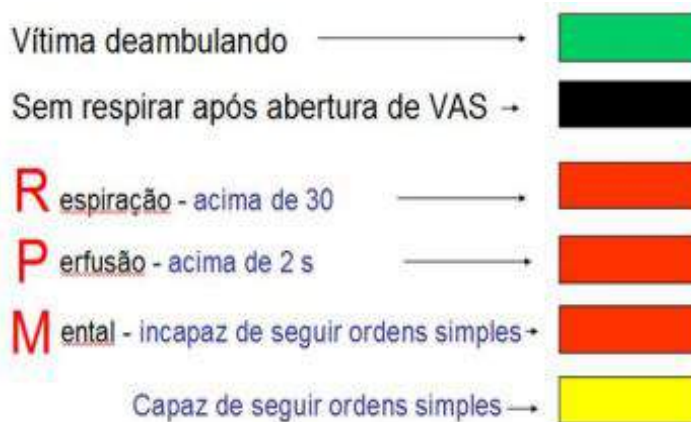 Vítima deambulando
Sem respirar após abertura de VAS
Respiração - acima de 30
Perfusão - acima de 2 s
Mental - incapaz de seguir ordens simples
Capaz de seguir ordens simples